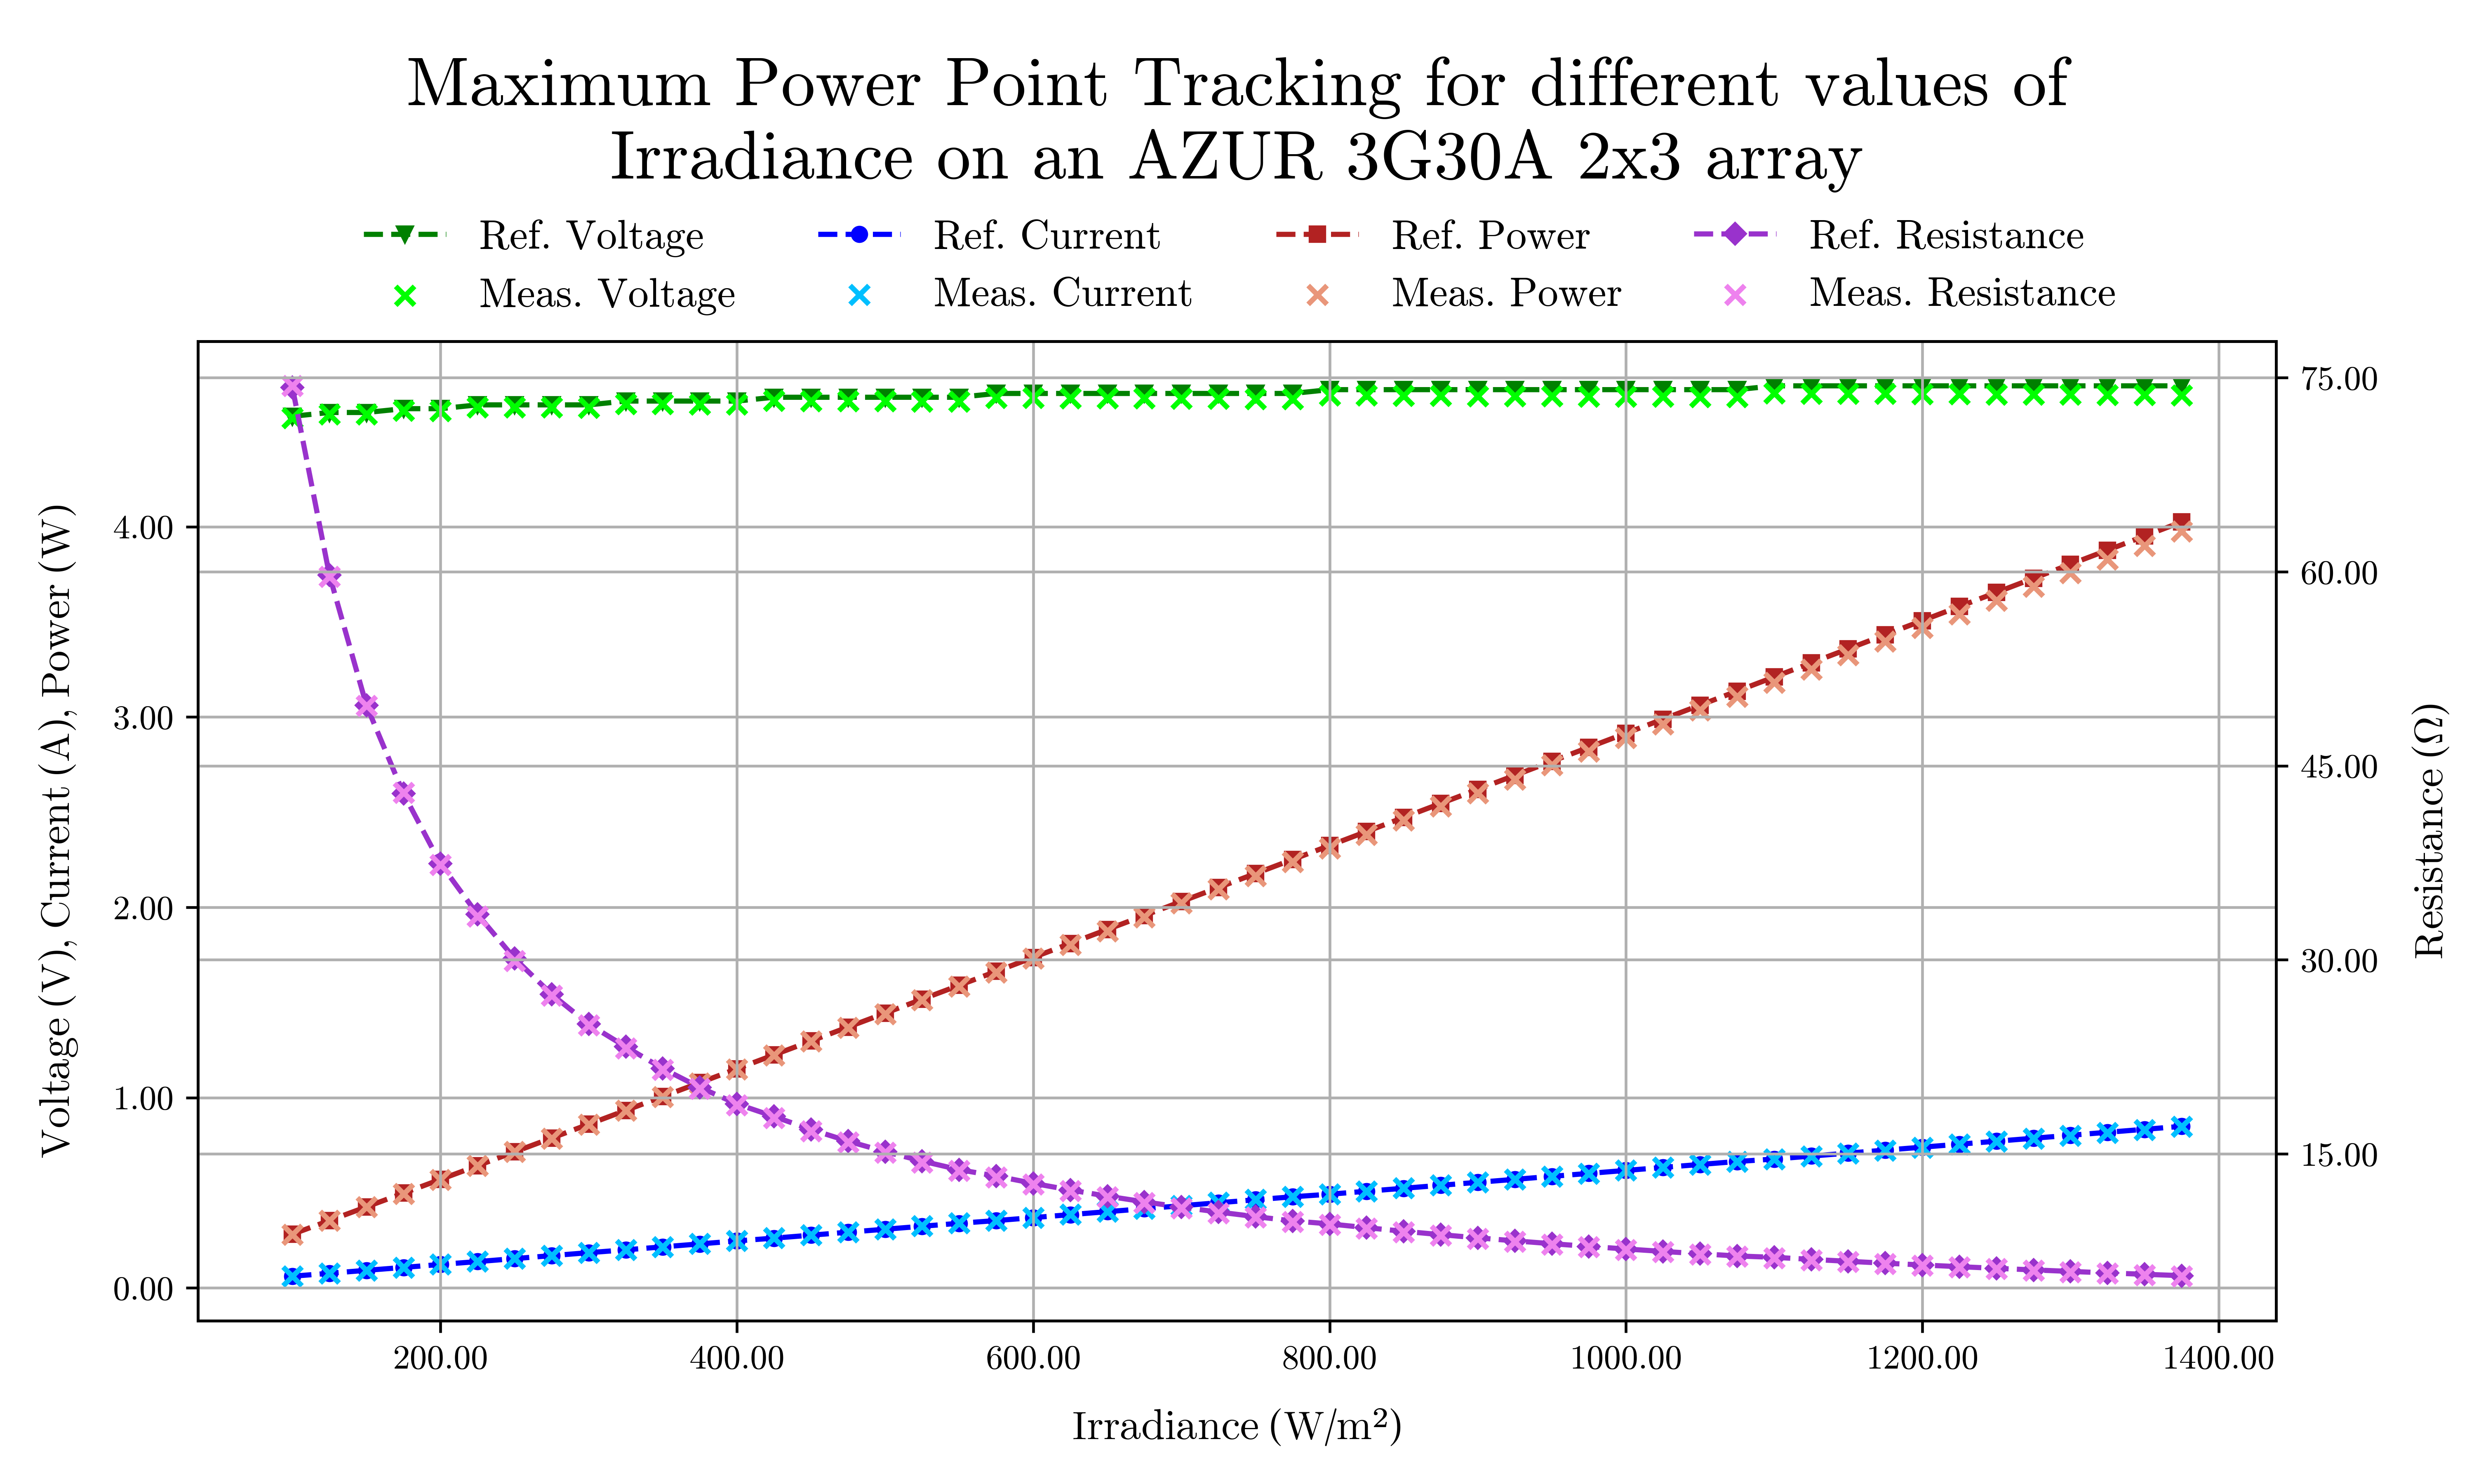 Maximum Power Point Tracking for different values of
Irradiance on an AZUR 3G30A 2x3 array
Ref. Voltage Ref. Current Ref. Power Ref. Resistance
Meas. Voltage Meas. Current Meas. Power Meas. Resistance
Voltage (V), Current (A), Power (W)
4.00
3.00
2.00
1.00
0.00
75.00
60.00
45.00
30.00
15.00
Resistance (Ω)
200.00 400.00 600.00 800.00 1000.00 1200.00 1400.00
Irradiance (W/m²)